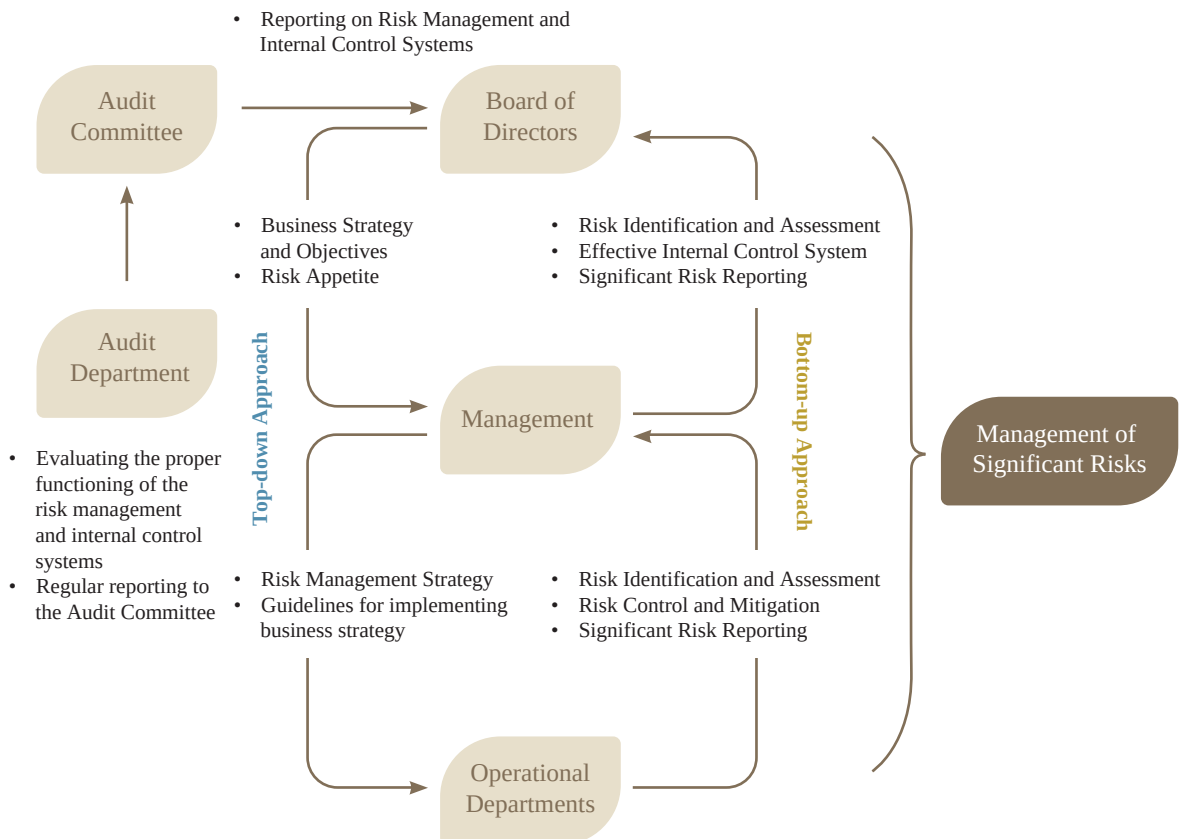 • Reporting on Risk Management and
Internal Control Systems
Audit
Committee
Board of
Directors
• Business Strategy
and Objectives
• Risk Appetite
• Risk Identification and Assessment
• Effective Internal Control System
• Significant Risk Reporting
Audit
Department
Top-down Approach
Bottom-up Approach
Management
Management of
Significant Risks
• Evaluating the proper
functioning of the
risk management
and internal control
systems
• Regular reporting to
the Audit Committee
• Risk Management Strategy
• Guidelines for implementing
business strategy
• Risk Identification and Assessment
• Risk Control and Mitigation
• Significant Risk Reporting
Operational
Departments